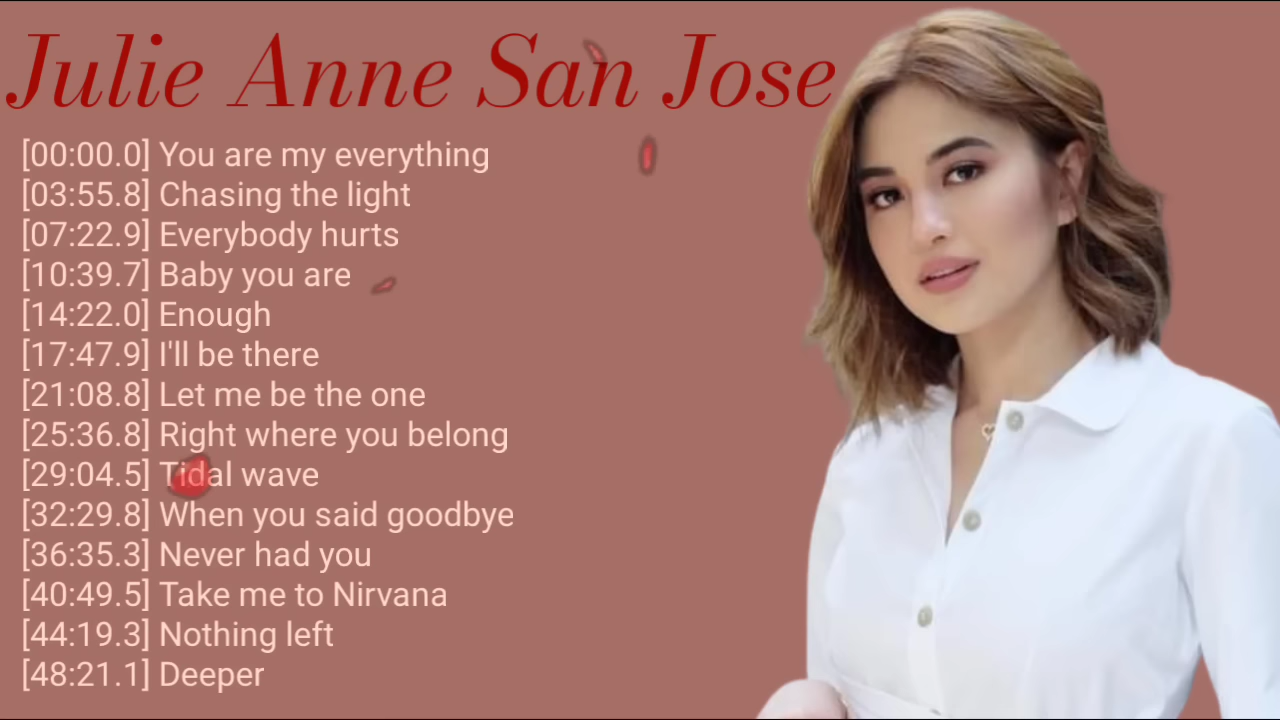 Julie Anne San Jose
[00:00.0] You are my everything
[03:55.8] Chasing the light
[07:22.9] Everybody hurts
[10:39.7] Baby you are
[14:22.0] Enough
[17:47.9] I'll be there
[21:08.8] Let me be the one
[25:36.8] Right where you belong
[29:04.5] Tidal wave
[32:29.8] When you said goodbye
[36:35.3] Never had you
[40:49.5] Take me to Nirvana
[44:19.3] Nothing left
[48:21.1] Deeper